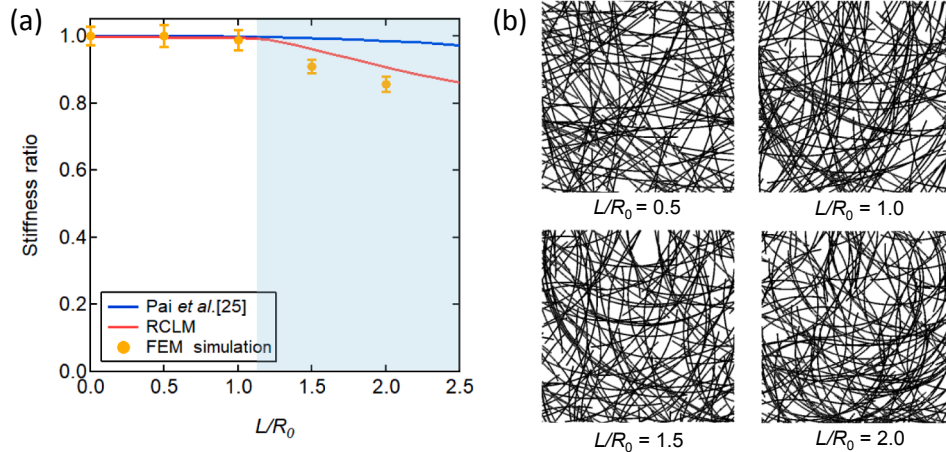 (a)
Stiffness ratio
1.0
0.8
0.6
0.4
0.2
0.0
Pai et al.[25]
RCLM
FEM simulation
0.0 0.5 1.0 1.5 2.0 2.5
L/R0
(b)
L/R0 = 0.5
L/R0 = 1.0
L/R0 = 1.5
L/R0 = 2.0